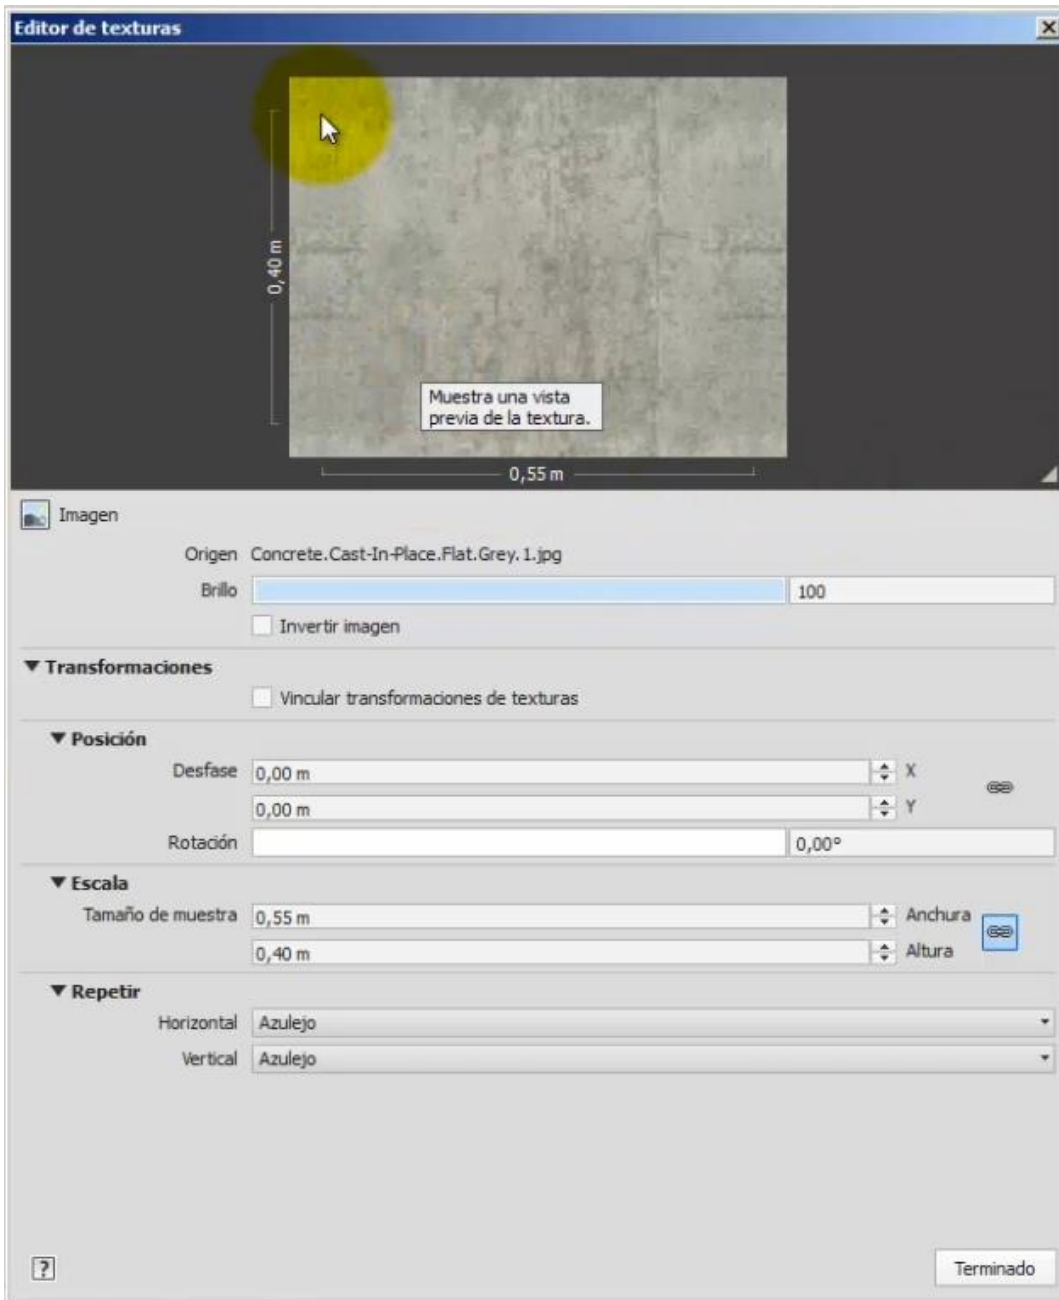 Editor de texturas
0,40 m
Muestra una vista
previa de la textura.
0,55 m
Imagen
Origen Concrete.Cast-In-Place.Flat.Grey.1.jpg
Brillo 100
Invertir imagen
Transformaciones
Vincular transformaciones de texturas
Posición
Desfase 0,00 m X
0,00 m Y
Rotación 0,00°
Escala
Tamaño de muestra 0,55 m Anchura
0,40 m Altura
Repetir
Horizontal Azulejo
Vertical Azulejo
? Terminado